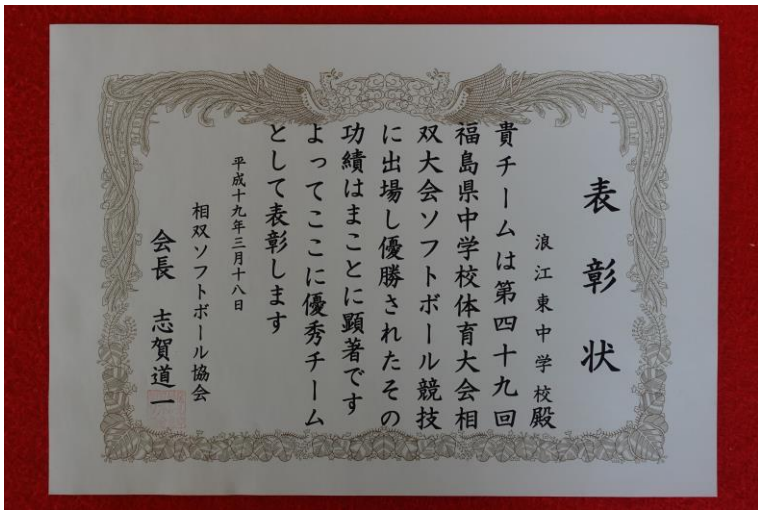 表彰状
浪江東中学校殿
貴チームは第四十九回
福島県中学校体育大会相
双大会ソフトボール競技
に出場し優勝されたその
功績はまことに顕著です
よってここに優秀チーム
として表彰します
平成十九年三月十八日
相双ソフトボール協会
会長 志賀道一